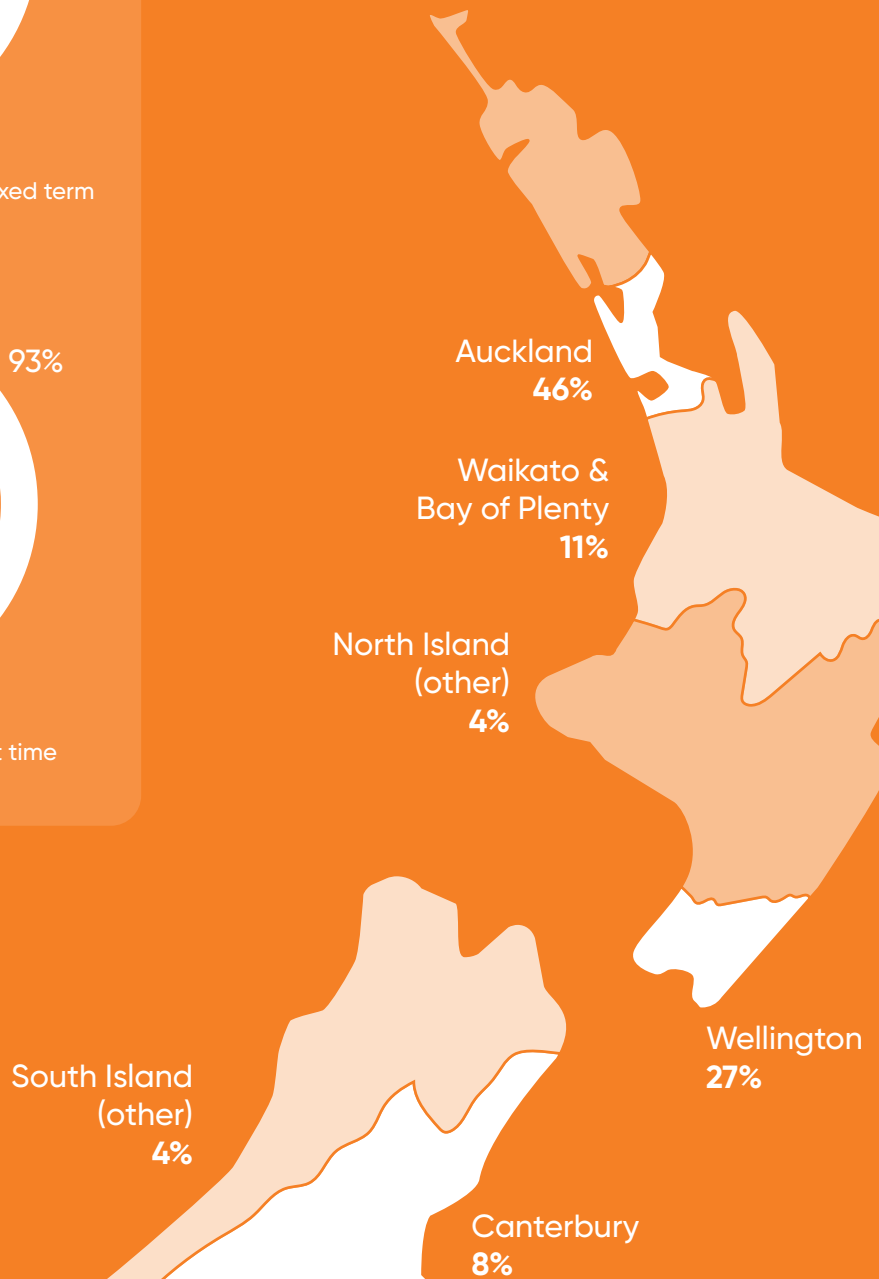 xed term
93%
time
Auckland
46%
Waikato &
Bay of Plenty
11%
North Island
(other)
4%
Wellington
27%
South Island
(other)
4%
Canterbury
8%